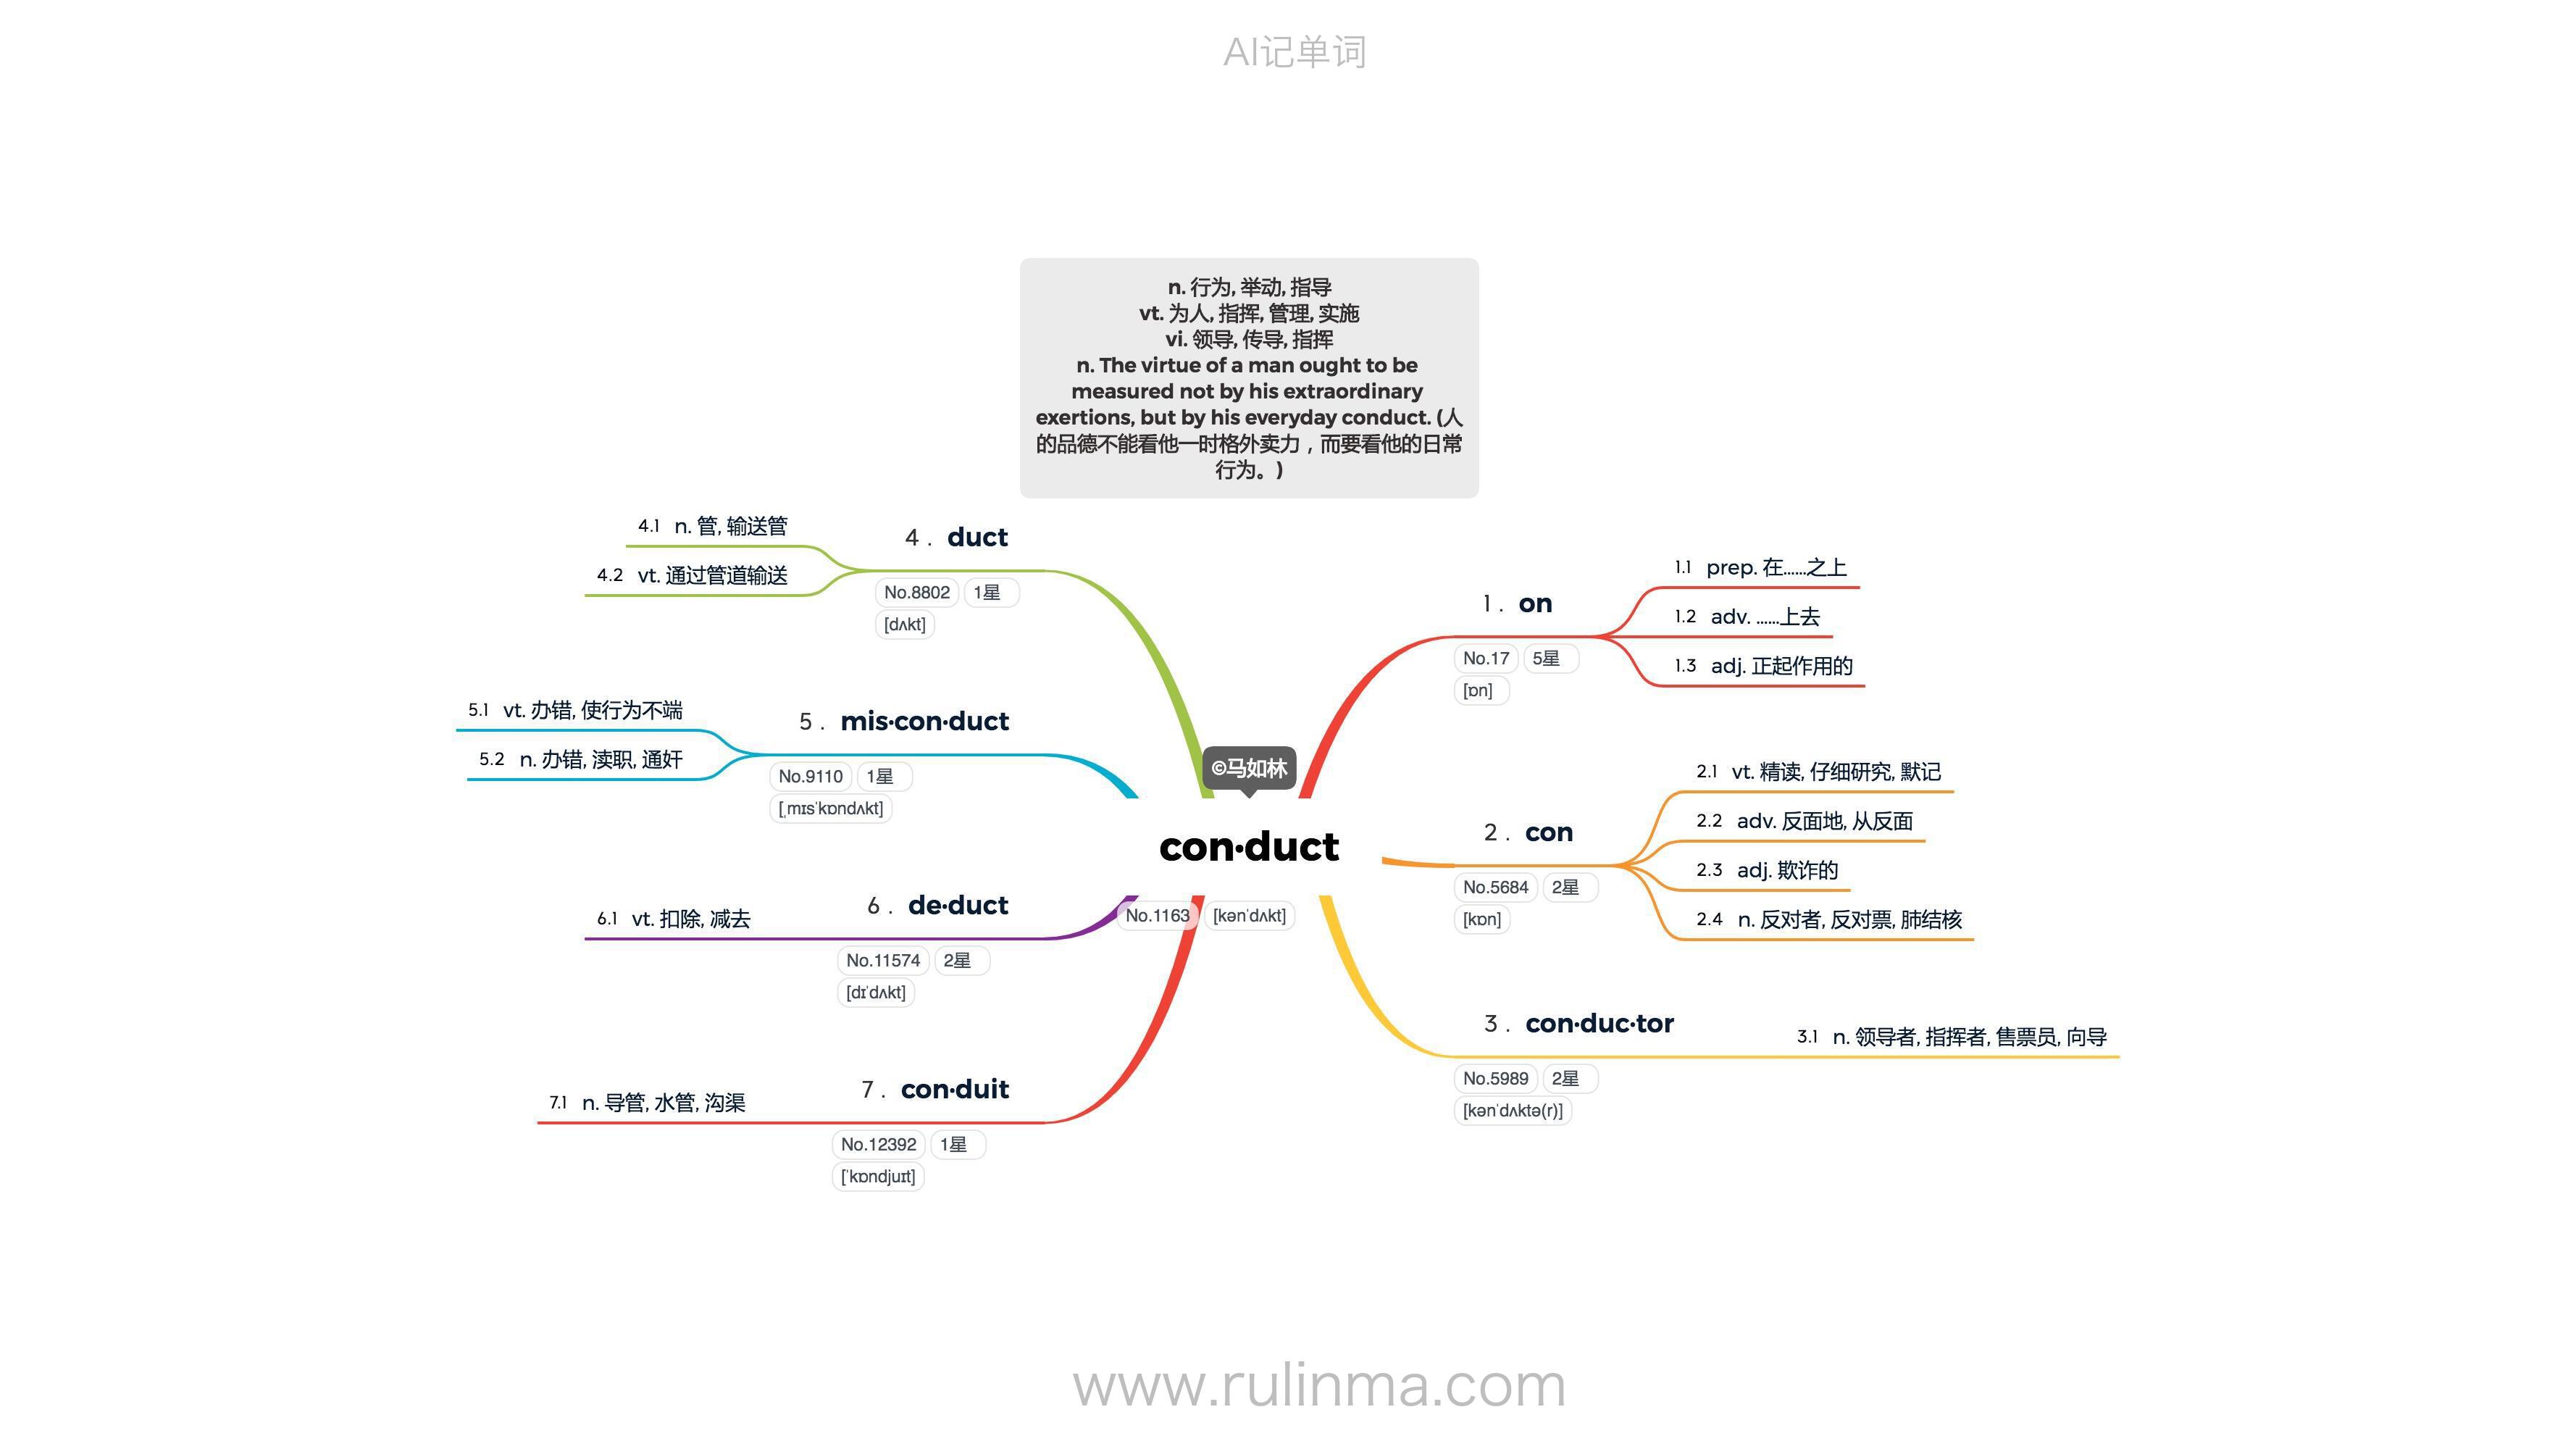 AI记单词
n. 行为, 举动, 指导
vt. 为人, 指挥, 管理, 实施
vi. 领导, 传导, 指挥
n. The virtue of a man ought to be
measured not by his extraordinary
exertions, but by his everyday conduct. (人
的品德不能看他一时格外卖力，而要看他的日常
行为。)
©马如林
con·duct
No.1163 [kənˈdʌkt]
1. on
No.17 5星
[ɒn]
1.1 prep. 在……之上
1.2 adv. ……上去
1.3 adj. 正起作用的
2. con
No.5684 2星
[kɒn]
2.1 vt. 精读, 仔细研究, 默记
2.2 adv. 反面地, 从反面
2.3 adj. 欺诈的
2.4 n. 反对者, 反对票, 肺结核
3. con·duc·tor
No.5989 2星
[kənˈdʌktə(r)]
3.1 n. 领导者, 指挥者, 售票员, 向导
4. duct
No.8802 1星
[dʌkt]
4.1 n. 管, 输送管
4.2 vt. 通过管道输送
5. mis·con·duct
No.9110 1星
[ˌmɪsˈkɒndʌkt]
5.1 vt. 办错, 使行为不端
5.2 n. 办错, 渎职, 通奸
6. de·duct
No.11574 2星
[dɪˈdʌkt]
6.1 vt. 扣除, 减去
7. con·duit
No.12392 1星
[ˈkɒndjuɪt]
7.1 n. 导管, 水管, 沟渠
www.rulinma.com